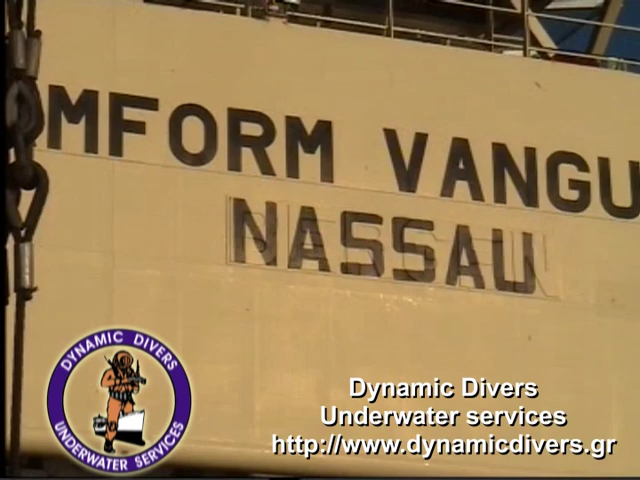 MFORM VANGU
NASSAU
DYNAMIC DIVERS
UNDERWATER SERVICES
Dynamic Divers
Underwater services
http://www.dynamicdivers.gr